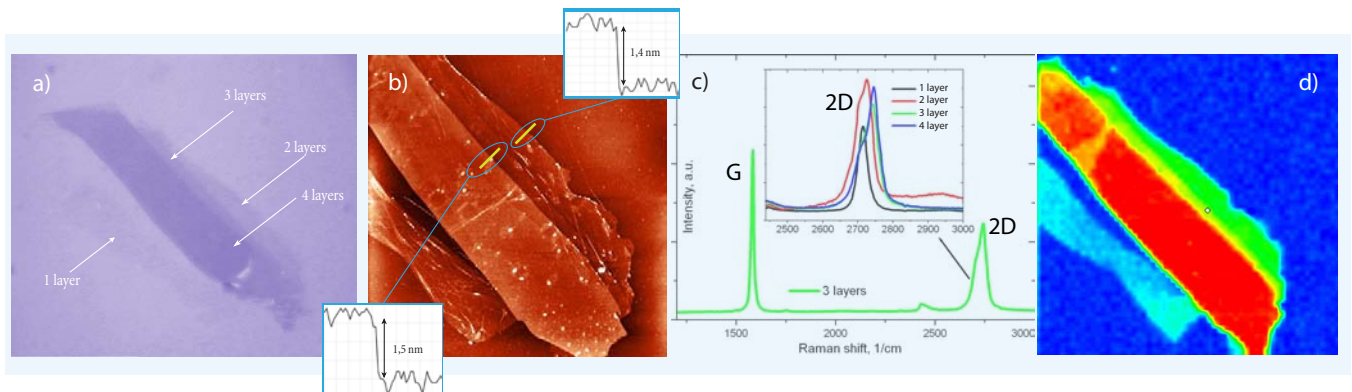 a)
3 layers
2 layers
4 layers
1 layer
b)
1,4 nm
1,5 nm
c)
2D
1 layer
2 layer
3 layer
4 layer
2500 2600 2700 2800 2900 3000
G
2D
Intensity, a.u.
3 layers
1500 2000 2500 3000
Raman shift, 1/cm
d)